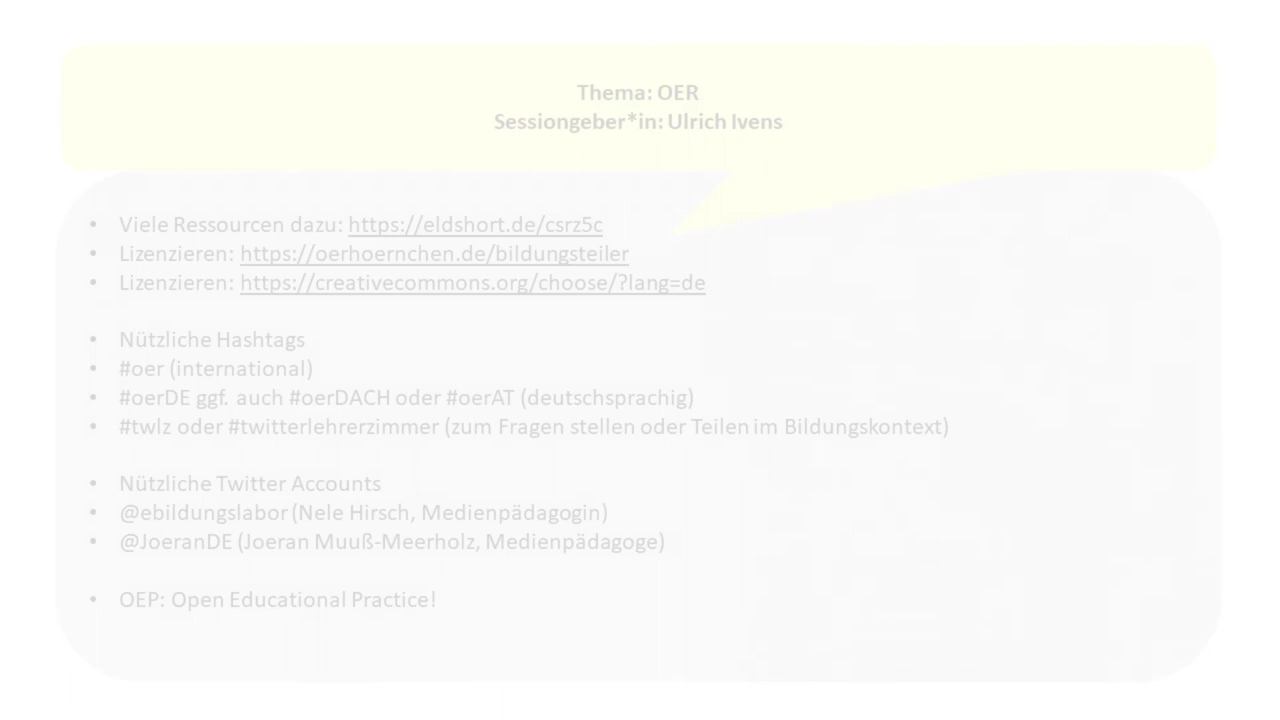 Thema: OER
Sessiongeber*in: Ulrich Ivens
• Viele Ressourcen dazu: https://eldshort.de/csrz5c
• Lizenzieren: https://oerhoernchen.de/bildungsteiler
• Lizenzieren: https://creativecommons.org/choose/?lang=de
• Nützliche Hashtags
• #oer (international)
• #oerDE ggf. auch #oerDACH oder #oerAT (deutschsprachig)
• #twlz oder #twitterlehrerzimmer (zum Fragen stellen oder Teilen im Bildungskontext)
• Nützliche Twitter Accounts
• @ebildungslabor (Nele Hirsch, Medienpädagogin)
• @JoeranDE (Joeran Muuß-Meerholz, Medienpädagoge)
• OEP: Open Educational Practice!